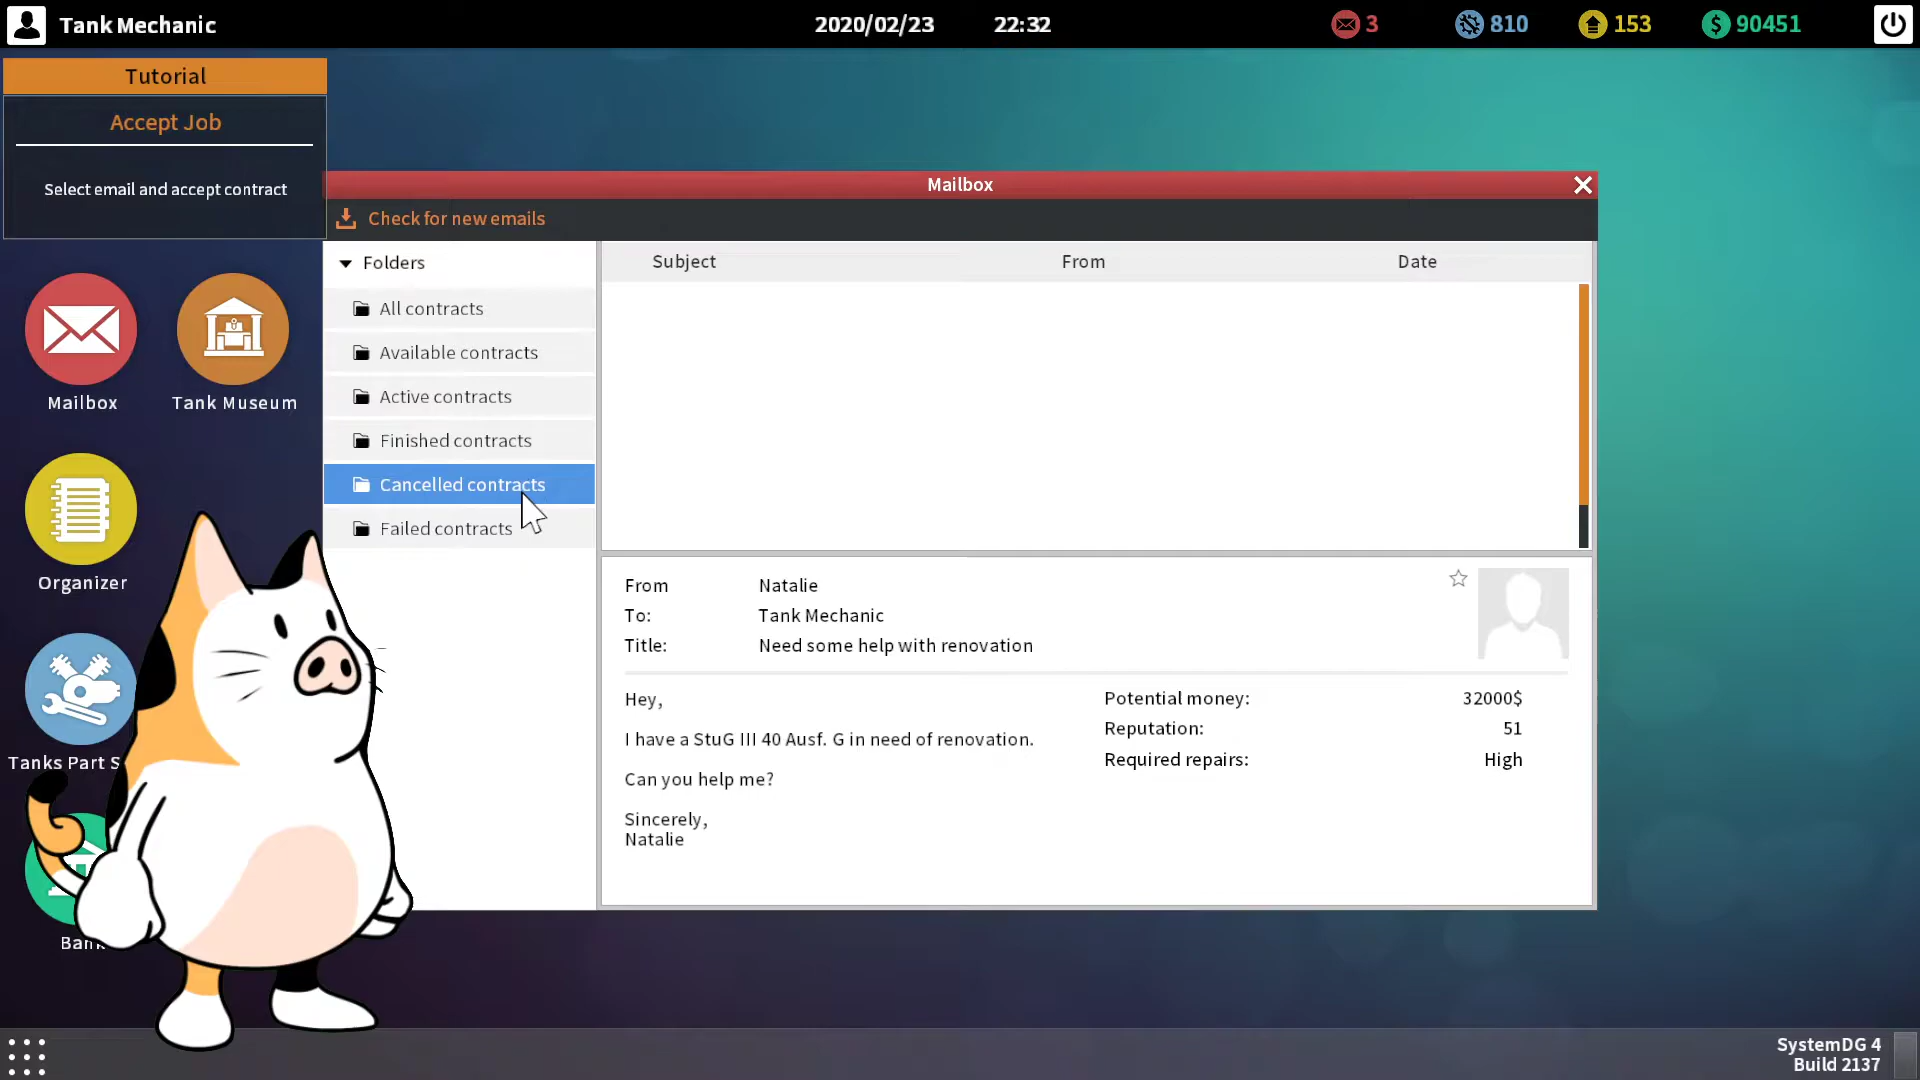 Tank Mechanic
2020/02/23
22:32
3
810
153
90451
Tutorial
Accept Job
Select email and accept contract
Mailbox
Check for new emails
Folders
All contracts
Available contracts
Active contracts
Finished contracts
Cancelled contracts
Failed contracts
Subject
From
Date
From
Natalie
To:
Tank Mechanic
Title:
Need some help with renovation
Hey,
I have a StuG III 40 Ausf. G in need of renovation.
Can you help me?
Sincerely,
Natalie
Potential money:
32000$
Reputation:
51
Required repairs:
High
Mailbox
Tank Museum
Organizer
Tanks Part S
Bank
SystemDG 4
Build 2137